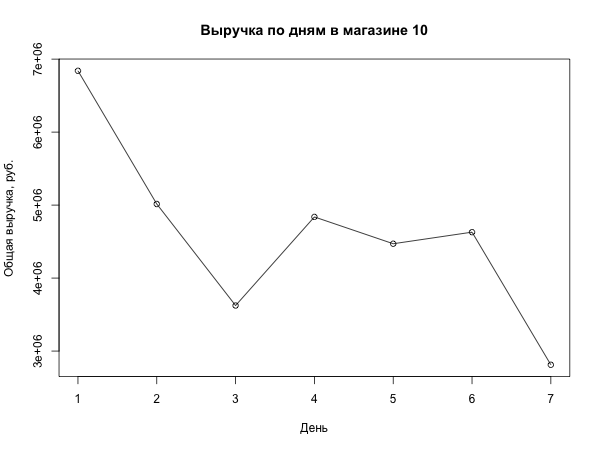 Выручка по дням в магазине 10
Общая выручка, руб.
7e+06
6e+06
5e+06
4e+06
3e+06
1 2 3 4 5 6 7
День